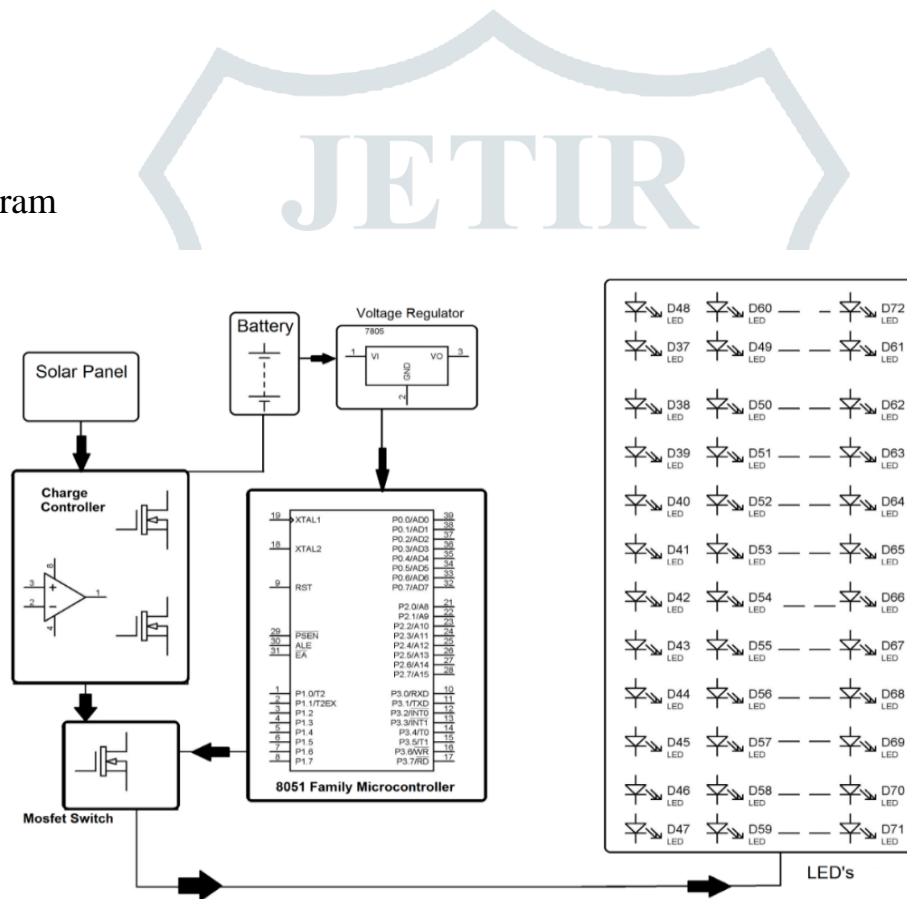 JETIR
ram
Solar Panel
Battery
Voltage Regulator
7805
1 VI VO 3
GND
2
Charge
Controller
3
2
8
4
1
Mosfet Switch
19 XTAL1
18 XTAL2
9 RST
29 PSEN
30 ALE
31 EA
1 P1.0/T2
2 P1.1/T2EX
3 P1.2
4 P1.3
5 P1.4
6 P1.5
7 P1.6
8 P1.7
P0.0/AD0 39
P0.1/AD1 38
P0.2/AD2 37
P0.3/AD3 36
P0.4/AD4 35
P0.5/AD5 34
P0.6/AD6 33
P0.7/AD7 32
P2.0/A8 21
P2.1/A9 22
P2.2/A10 23
P2.3/A11 24
P2.4/A12 25
P2.5/A13 26
P2.6/A14 27
P2.7/A15 28
P3.0/RXD 10
P3.1/TXD 11
P3.2/INT0 12
P3.3/INT1 13
P3.4/T0 14
P3.5/T1 15
P3.6/WR 16
P3.7/RD 17
8051 Family Microcontroller
D48 D60 D72
LED LED LED
D37 D49 D61
LED LED LED
D38 D50 D62
LED LED LED
D39 D51 D63
LED LED LED
D40 D52 D64
LED LED LED
D41 D53 D65
LED LED LED
D42 D54 D66
LED LED LED
D43 D55 D67
LED LED LED
D44 D56 D68
LED LED LED
D45 D57 D69
LED LED LED
D46 D58 D70
LED LED LED
D47 D59 D71
LED LED LED
LED's